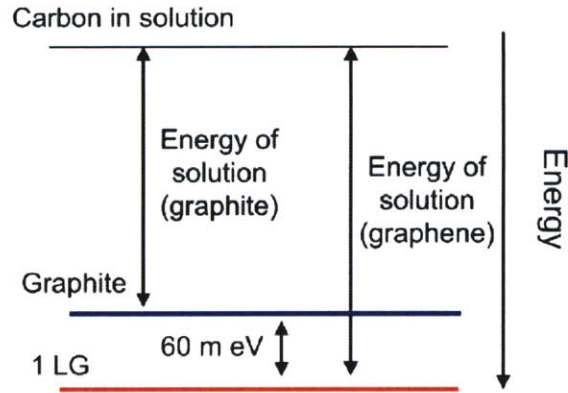 Carbon in solution
Energy of
solution
(graphite)
Energy of
solution
(graphene)
Energy
Graphite
60 m eV
1 LG